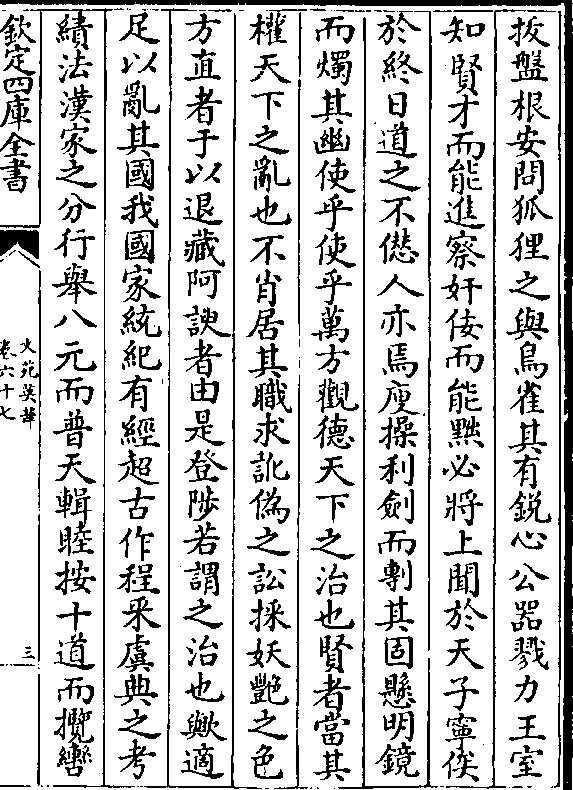 拔盤根安問狐狸之與鳥雀其有鋭心公器戮力王室
知賢才而能進察奸佞而能黜必將上聞於天子寧俟
於終日道之不愆人亦焉廋操利劍而剸其固懸明鏡
而燭其幽使乎使乎萬方觀德天下之治也賢者當其
權天下之亂也不肖居其職求訛偽之訟採妖艷之色
方直者于以退藏阿諛者由是登陟若謂之治也歟適
足以亂其國我國家統紀有經超古作程采虞典之考
績法漢家之分行舉八元而普天輯睦按十道而攬轡
欽定四庫全書
文苑英華
卷六十七
三